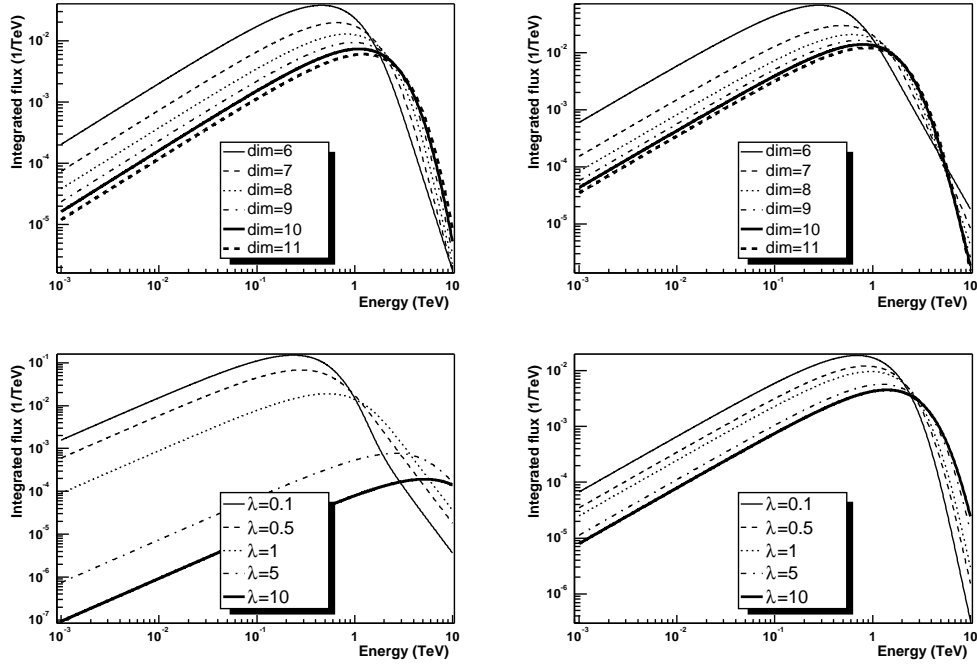 Integrated flux (1/TeV)
10-2
10-3
10-4
10-5
dim=6
dim=7
dim=8
dim=9
dim=10
dim=11
10-3 10-2 10-1 1 10
Energy (TeV)
Integrated flux (1/TeV)
10-1
10-2
10-3
10-4
10-5
dim=6
dim=7
dim=8
dim=9
dim=10
dim=11
10-3 10-2 10-1 1 10
Energy (TeV)
Integrated flux (1/TeV)
10-1
10-2
10-3
10-4
10-5
10-6
10-7
λ=0.1
λ=0.5
λ=1
λ=5
λ=10
10-3 10-2 10-1 1 10
Energy (TeV)
Integrated flux (1/TeV)
10-2
10-3
10-4
10-5
10-6
λ=0.1
λ=0.5
λ=1
λ=5
λ=10
10-3 10-2 10-1 1 10
Energy (TeV)